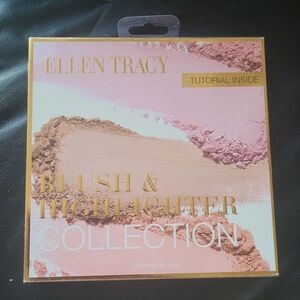 ELLEN TRACY
TUTORIAL INSIDE
BLUSH &
HIGHLIGHTER
COLLECTION